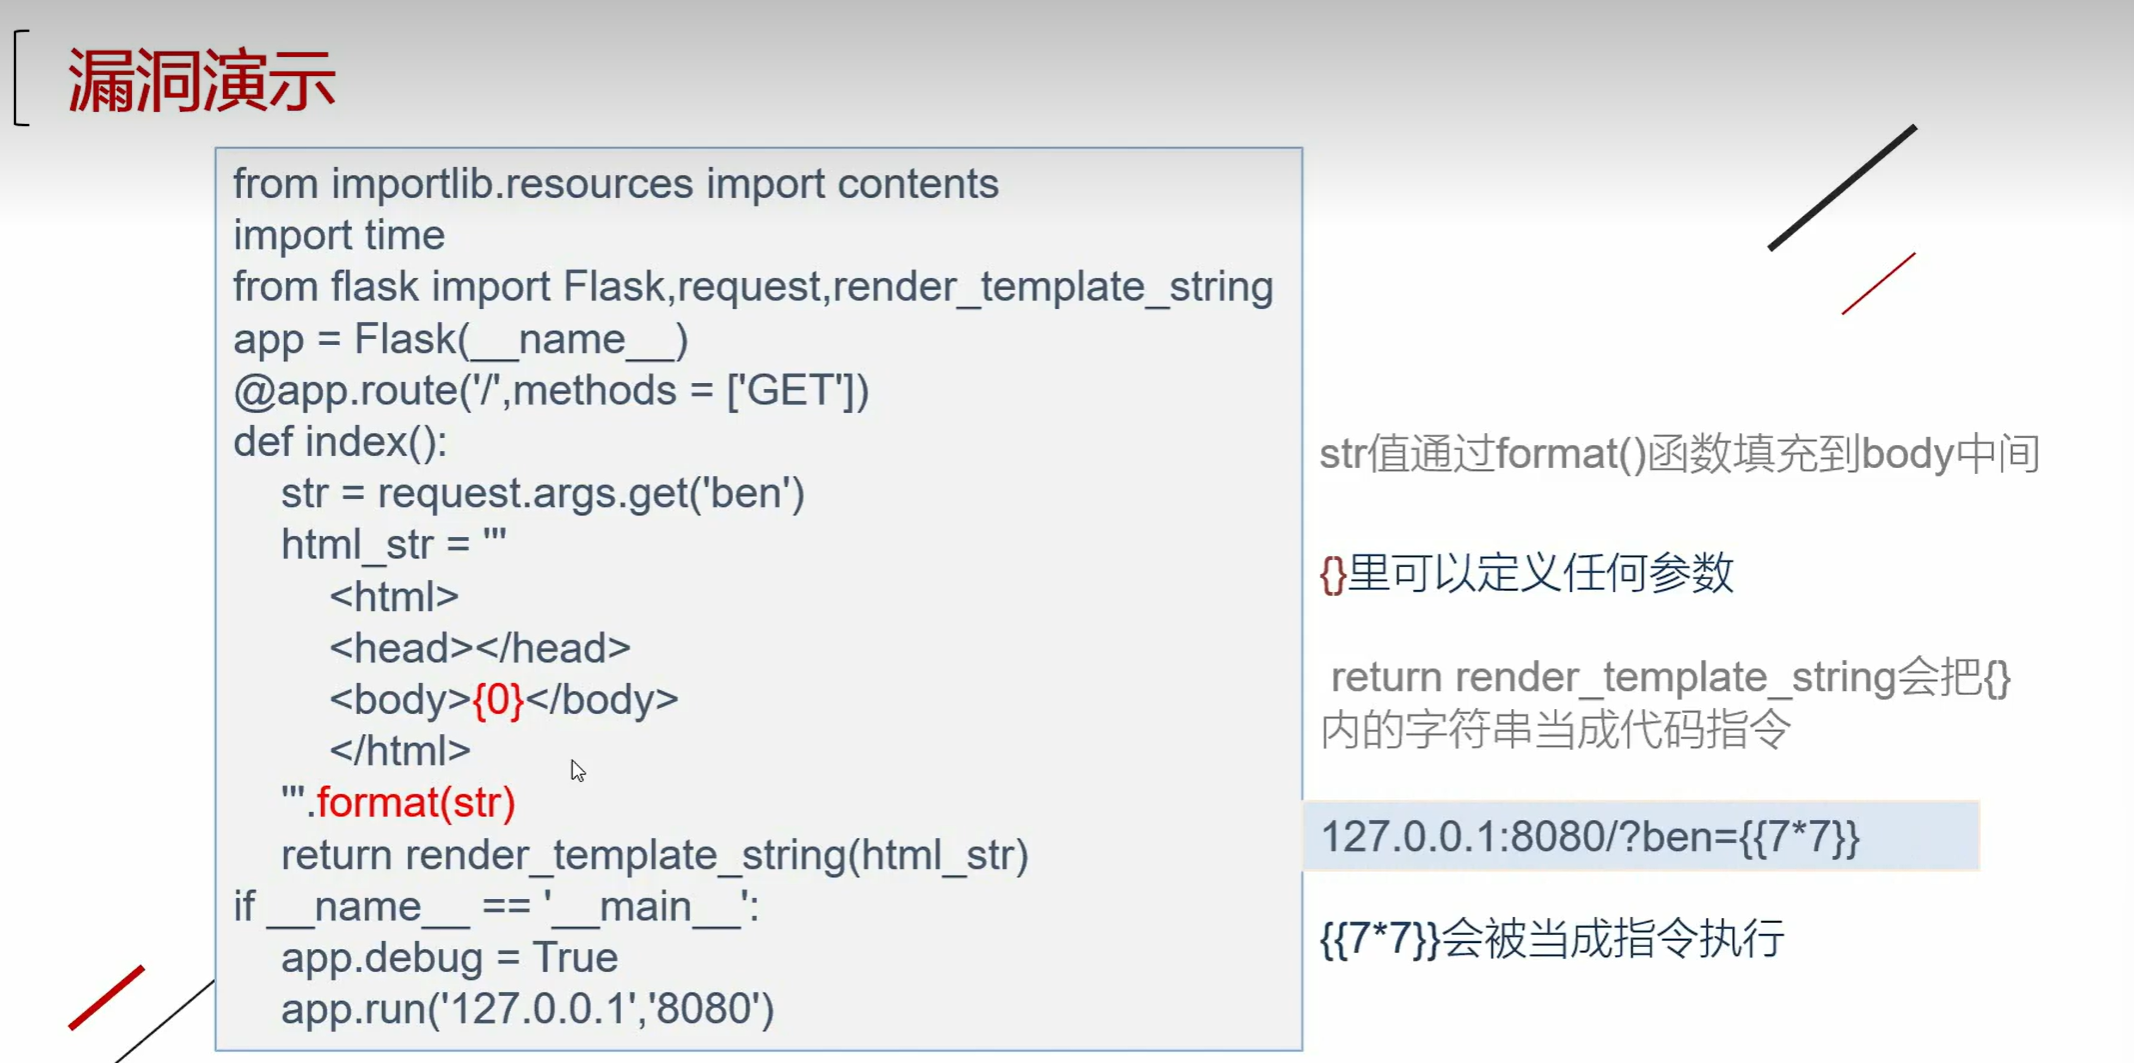 漏洞演示
from importlib.resources import contents
import time
from flask import Flask,request,render_template_string
app = Flask(__name__)
@app.route('/',methods = ['GET'])
def index():
str = request.args.get('ben')
html_str = '''
<html>
<head></head>
<body>{0}</body>
</html>
'''.format(str)
return render_template_string(html_str)
if __name__ == '__main__':
app.debug = True
app.run('127.0.0.1','8080')
str值通过format()函数填充到body中间
{}里可以定义任何参数
return render_template_string会把{}
内的字符串当成代码指令
127.0.0.1:8080/?ben={{7*7}}
{{7*7}}会被当成指令执行